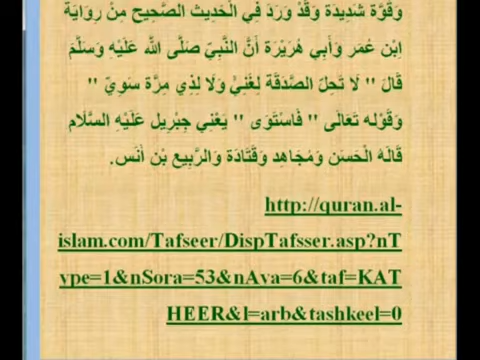 وَقُوَّة شَدِيدَة وَقَدْ وَرَدَ فِي الْحَدِيث الصَّحِيح مِنْ رِوَايَة
اِبْن عُمَر وَأَبِي هُرَيْرَة أَنَّ النَّبِيّ صَلَّى اللَّه عَلَيْهِ وَسَلَّمَ
قَالَ " لَا تَحِلّ الصَّدَقَة لِغَنِيٍّ وَلَا لِذِي مِرَّة سَوِيّ "
وَقَوْله تَعَالَى " فَاسْتَوَى " يَعْنِي جِبْرِيل عَلَيْهِ السَّلَام
قَالَهُ الْحَسَن وَمُجَاهِد وَقَتَادَة وَالرَّبِيع بْن أَنَس.
http://quran.al-
islam.com/Tafseer/DispTafsser.asp?nT
ype=1&nSora=53&nAya=6&taf=KAT
HEER&l=arb&tashkeel=0